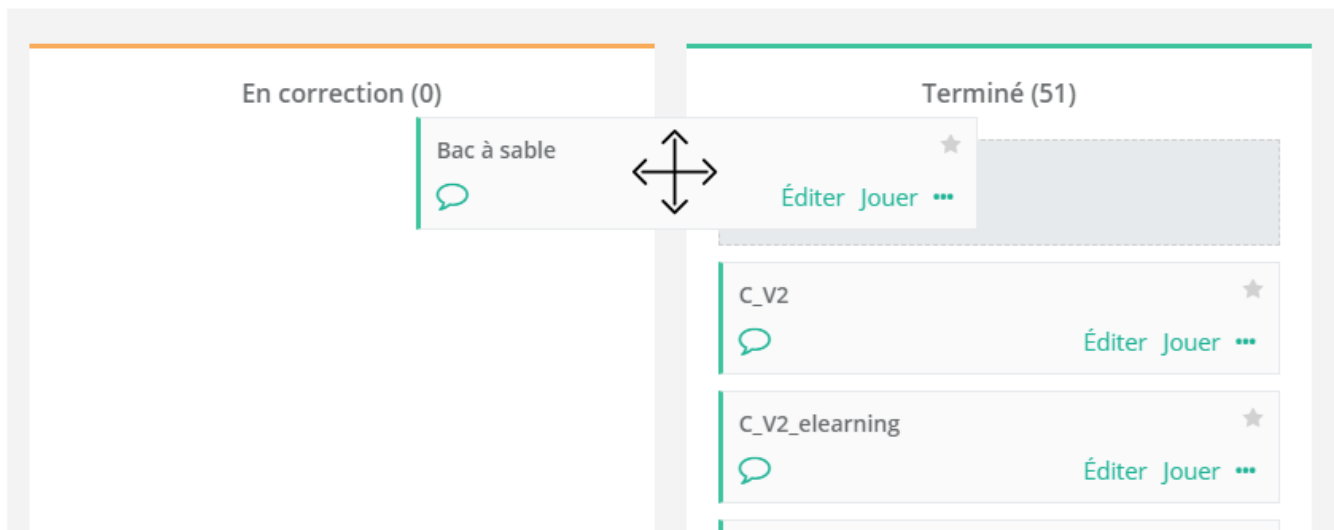 En correction (0)
Terminé (51)
Bac à sable
Éditer Jouer •••
C_V2
Éditer Jouer •••
C_V2_elearning
Éditer Jouer •••